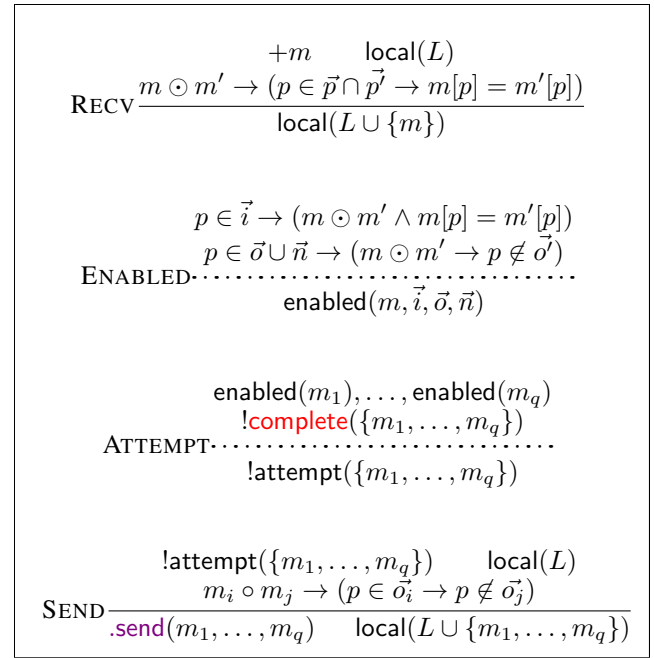 +m local(L)
m ⊙ m′ → (p ∈ p⃗ ∩ p⃗′ → m[p] = m′[p])
RECV
local(L ∪ {m})
p ∈ i⃗ → (m ⊙ m′ ∧ m[p] = m′[p])
p ∈ o⃗ ∪ n⃗ → (m ⊙ m′ → p ∉ o⃗′)
ENABLED
enabled(m, i⃗, o⃗, n⃗)
enabled(m₁), . . . , enabled(m_q)
!complete({m₁, . . . , m_q})
ATTEMPT
!attempt({m₁, . . . , m_q})
!attempt({m₁, . . . , m_q}) local(L)
m_i ∘ m_j → (p ∈ o⃗_i → p ∉ o⃗_j)
SEND
.send(m₁, . . . , m_q) local(L ∪ {m₁, . . . , m_q})